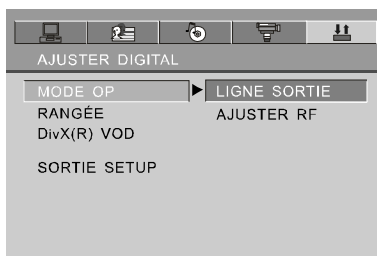 AJUSTER DIGITAL
MODE OP LIGNE SORTIE
RANGÉE AJUSTER RF
DivX(R) VOD
SORTIE SETUP